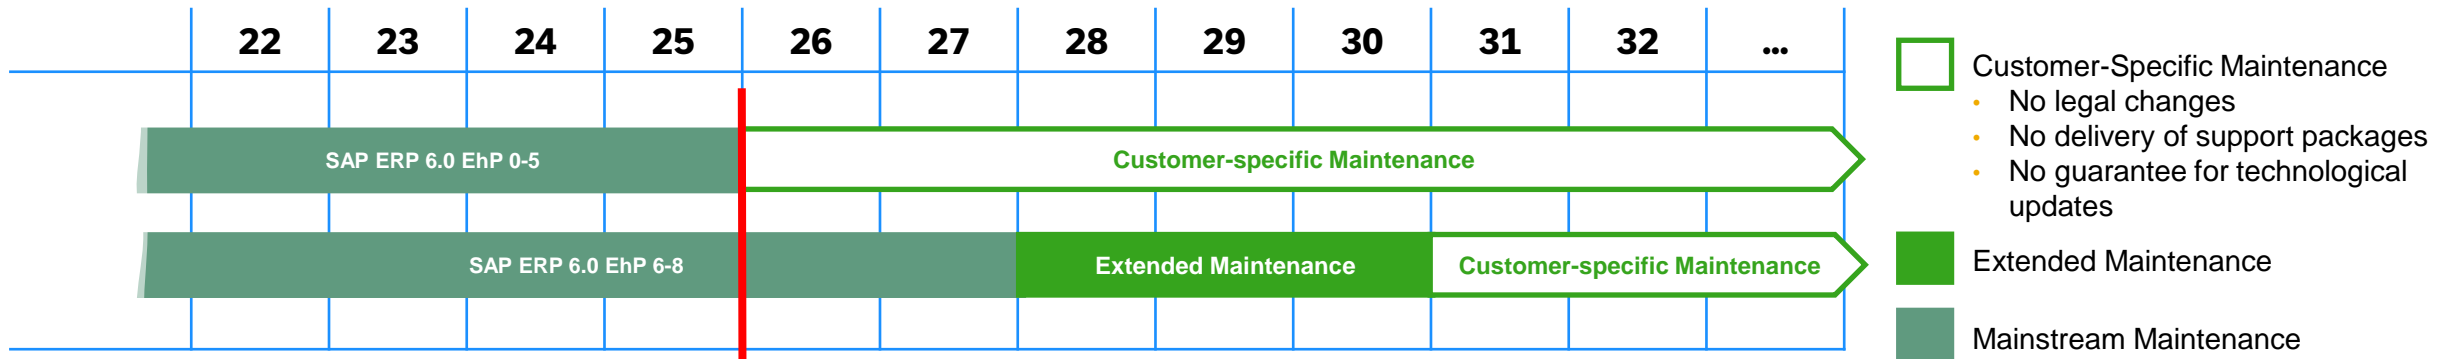 22 23 24 25 26 27 28 29 30 31 32 ...
SAP ERP 6.0 EhP 0-5
Customer-specific Maintenance
SAP ERP 6.0 EhP 6-8
Extended Maintenance
Customer-specific Maintenance
Customer-Specific Maintenance
• No legal changes
• No delivery of support packages
• No guarantee for technological
updates
Extended Maintenance
Mainstream Maintenance